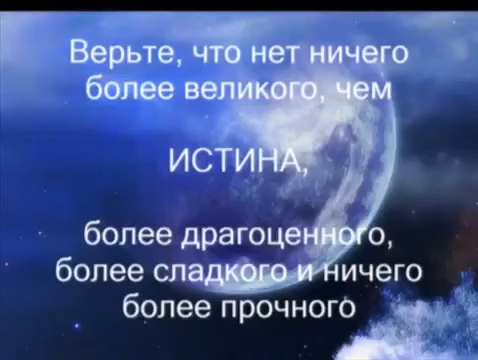 Верьте, что нет ничего
более великого, чем
ИСТИНА,
более драгоценного,
более сладкого и ничего
более прочного